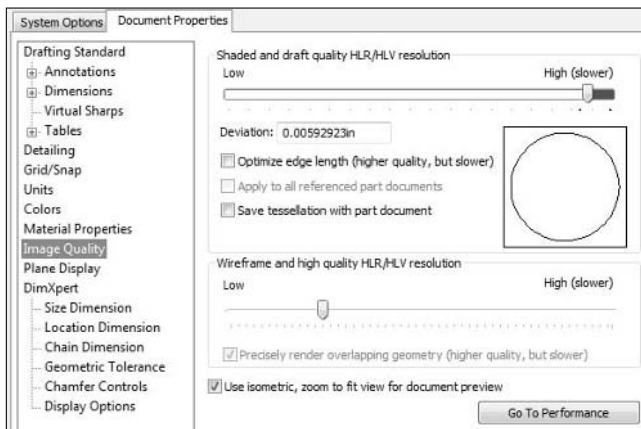 System Options
Document Properties
Drafting Standard
Annotations
Dimensions
Virtual Sharps
Tables
Detailing
Grid/Snap
Units
Colors
Material Properties
Image Quality
Plane Display
DimXpert
Size Dimension
Location Dimension
Chain Dimension
Geometric Tolerance
Chamfer Controls
Display Options
Shaded and draft quality HLR/HLV resolution
Low High (slower)
Deviation: 0.00592923in
Optimize edge length (higher quality, but slower)
Apply to all referenced part documents
Save tessellation with part document
Wireframe and high quality HLR/HLV resolution
Low High (slower)
Precisely render overlapping geometry (higher quality, but slower)
Use isometric, zoom to fit view for document preview
Go To Performance